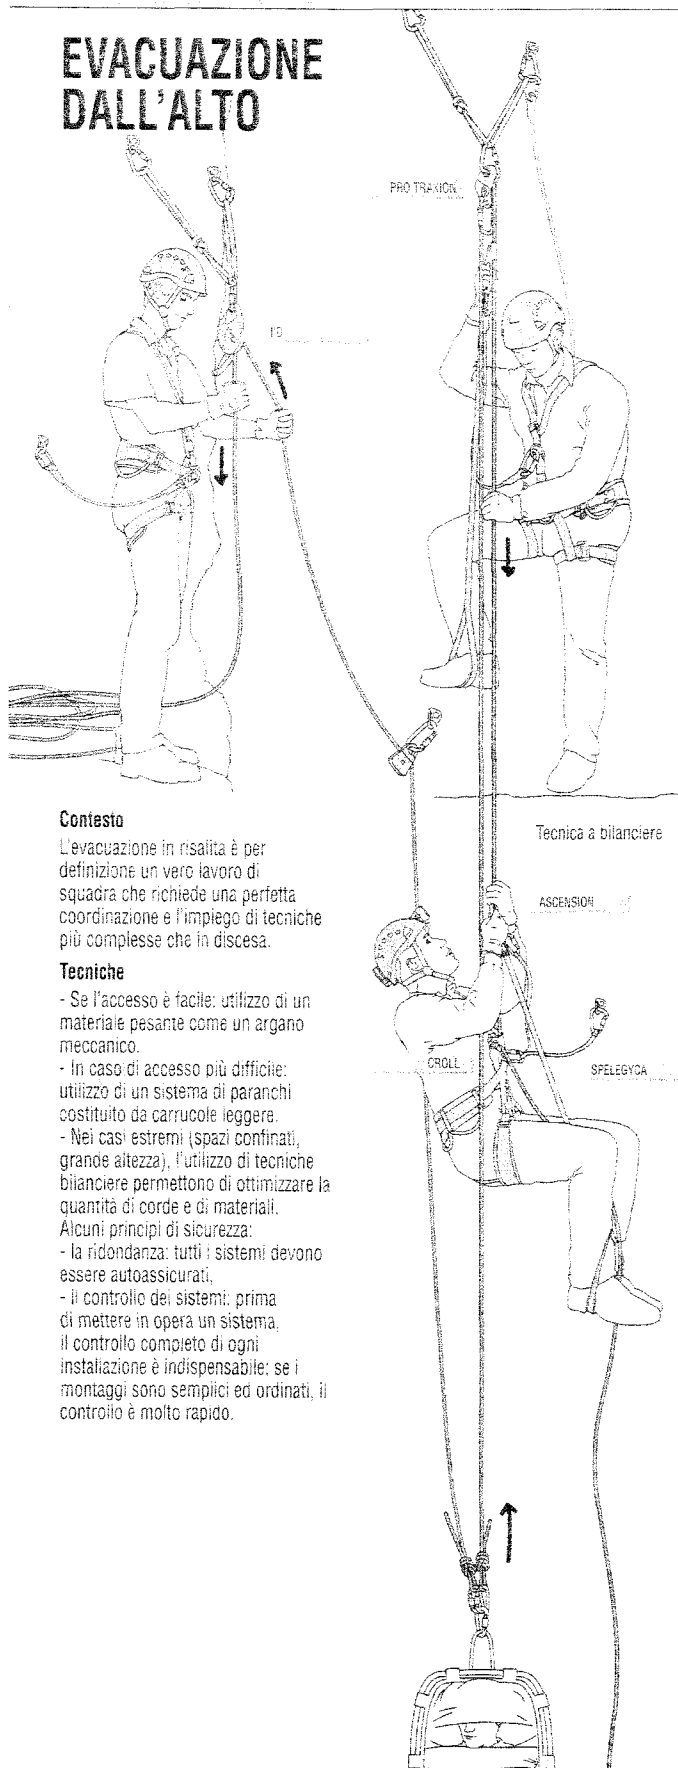 EVACUAZIONE
DALL'ALTO
PRO TRAXION
I'D
Contesto
L'evacuazione in risalita è per
definizione un vero lavoro di
squadra che richiede una perfetta
coordinazione e l'impiego di tecniche
più complesse che in discesa.
Tecniche
- Se l'accesso è facile: utilizzo di un
materiale pesante come un argano
meccanico.
- In caso di accesso più difficile:
utilizzo di un sistema di paranchi
costituito da carrucole leggere.
- Nei casi estremi (spazi confinati,
grande altezza), l'utilizzo di tecniche
bilanciere permettono di ottimizzare la
quantità di corde e di materiali.
Alcuni principi di sicurezza:
- la ridondanza: tutti i sistemi devono
essere autoassicurati,
- il controllo dei sistemi: prima
di mettere in opera un sistema,
il controllo completo di ogni
installazione è indispensabile; se i
montaggi sono semplici ed ordinati, il
controllo è molto rapido.
Tecnica a bilanciere
ASCENSION
CROLL
SPELEGYCA